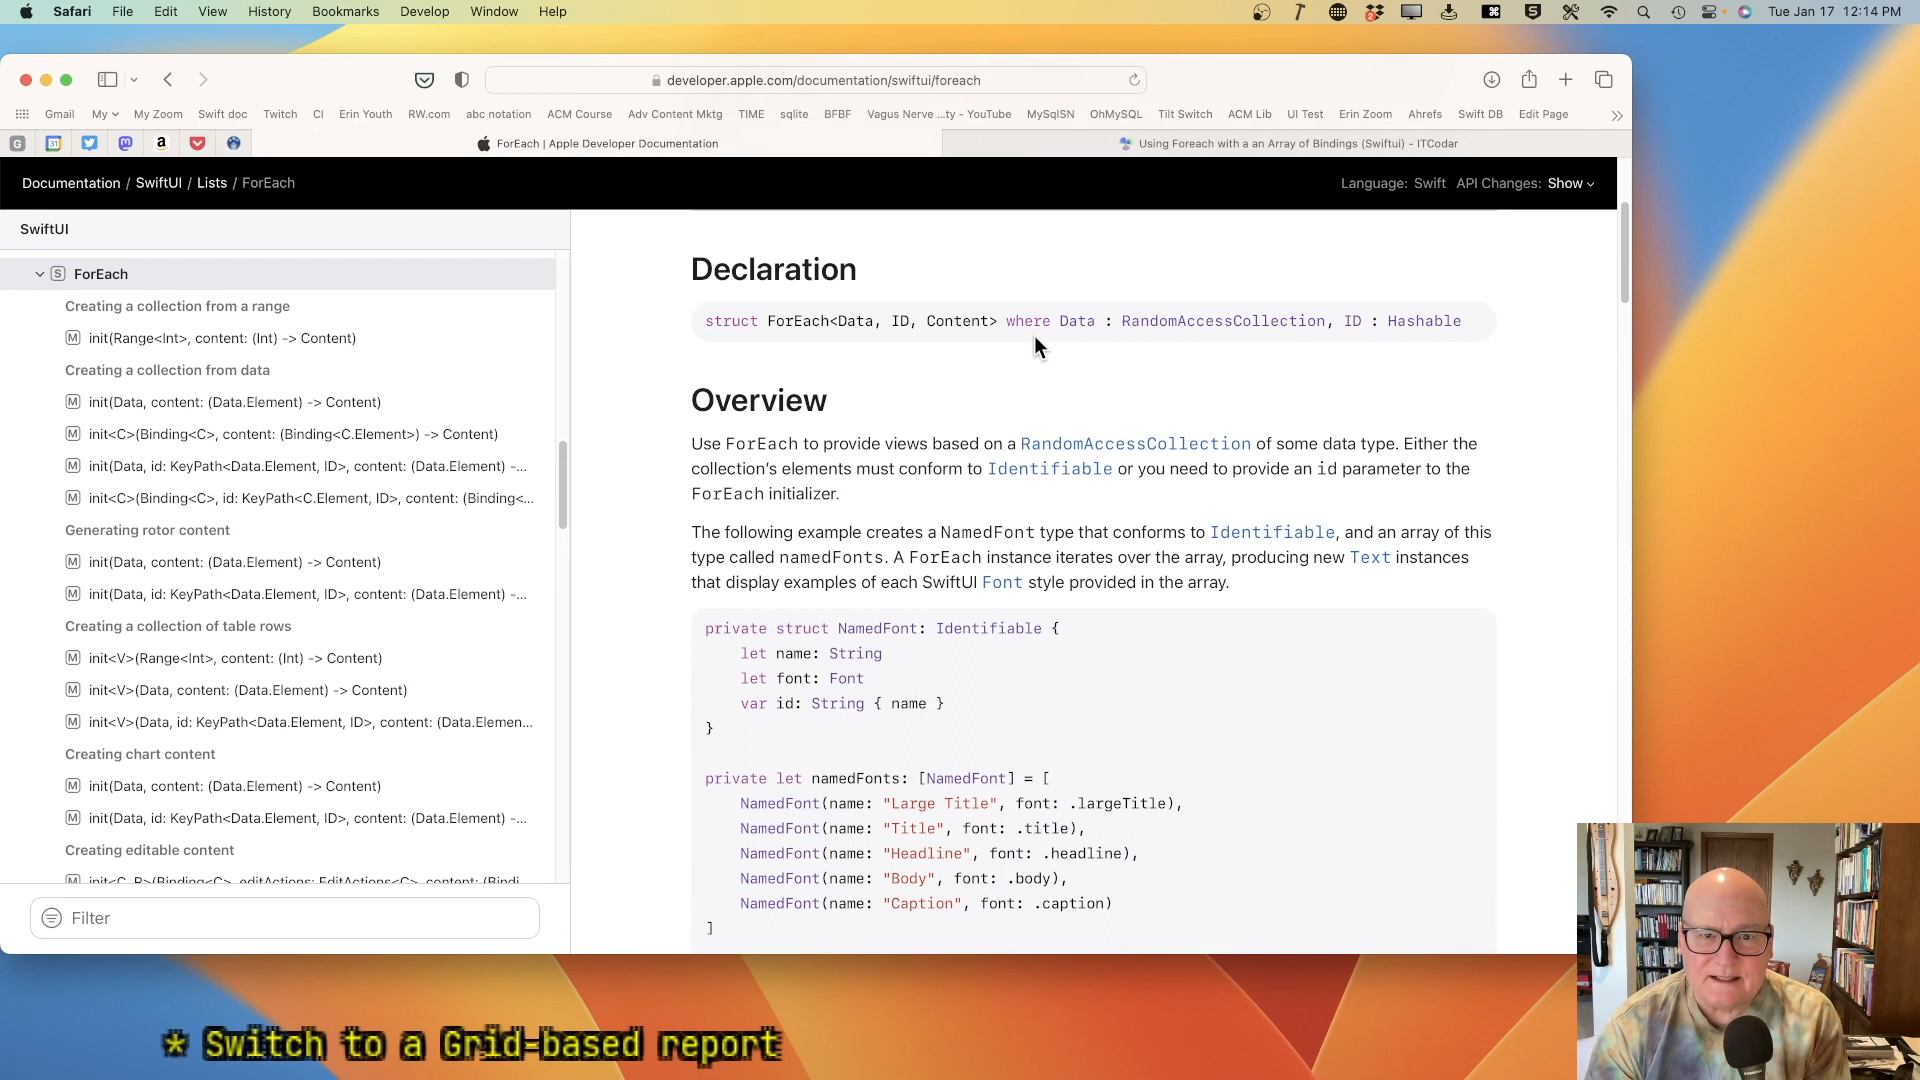 Safari File Edit View History Bookmarks Develop Window Help
2
Tue Jan 17 12:14 PM
developer.apple.com/documentation/swiftui/foreach
Gmail My My Zoom Swift doc Twitch CI Erin Youth RW.com abc notation ACM Course Adv Content Mktg TIME sqlite BFBF Vagus Nerve ...ty - YouTube MySqlSN OhMySQL Tilt Switch ACM Lib UI Test Erin Zoom Ahrefs Swift DB Edit Page
G 31 a ForEach | Apple Developer Documentation Using Foreach with a an Array of Bindings (Swiftui) - ITCodar
Documentation / SwiftUI / Lists / ForEach
Language: Swift API Changes: Show
SwiftUI
S ForEach
Creating a collection from a range
M init(Range<Int>, content: (Int) -> Content)
Creating a collection from data
M init(Data, content: (Data.Element) -> Content)
M init<C>(Binding<C>, content: (Binding<C.Element>) -> Content)
M init(Data, id: KeyPath<Data.Element, ID>, content: (Data.Element) -...
M init<C>(Binding<C>, id: KeyPath<C.Element, ID>, content: (Binding<...
Generating rotor content
M init(Data, content: (Data.Element) -> Content)
M init(Data, id: KeyPath<Data.Element, ID>, content: (Data.Element) -...
Creating a collection of table rows
M init<V>(Range<Int>, content: (Int) -> Content)
M init<V>(Data, content: (Data.Element) -> Content)
M init<V>(Data, id: KeyPath<Data.Element, ID>, content: (Data.Elemen...
Creating chart content
M init(Data, content: (Data.Element) -> Content)
M init(Data, id: KeyPath<Data.Element, ID>, content: (Data.Element) -...
Creating editable content
M init<C, R>(Binding<C>, editActions: EditActions<C>, content: (Bindi...
Filter
Declaration
struct ForEach<Data, ID, Content> where Data : RandomAccessCollection, ID : Hashable
Overview
Use ForEach to provide views based on a RandomAccessCollection of some data type. Either the
collection's elements must conform to Identifiable or you need to provide an id parameter to the
ForEach initializer.
The following example creates a NamedFont type that conforms to Identifiable, and an array of this
type called namedFonts. A ForEach instance iterates over the array, producing new Text instances
that display examples of each SwiftUI Font style provided in the array.
private struct NamedFont: Identifiable {
let name: String
let font: Font
var id: String { name }
}
private let namedFonts: [NamedFont] = [
NamedFont(name: "Large Title", font: .largeTitle),
NamedFont(name: "Title", font: .title),
NamedFont(name: "Headline", font: .headline),
NamedFont(name: "Body", font: .body),
NamedFont(name: "Caption", font: .caption)
]
* Switch to a Grid-based report